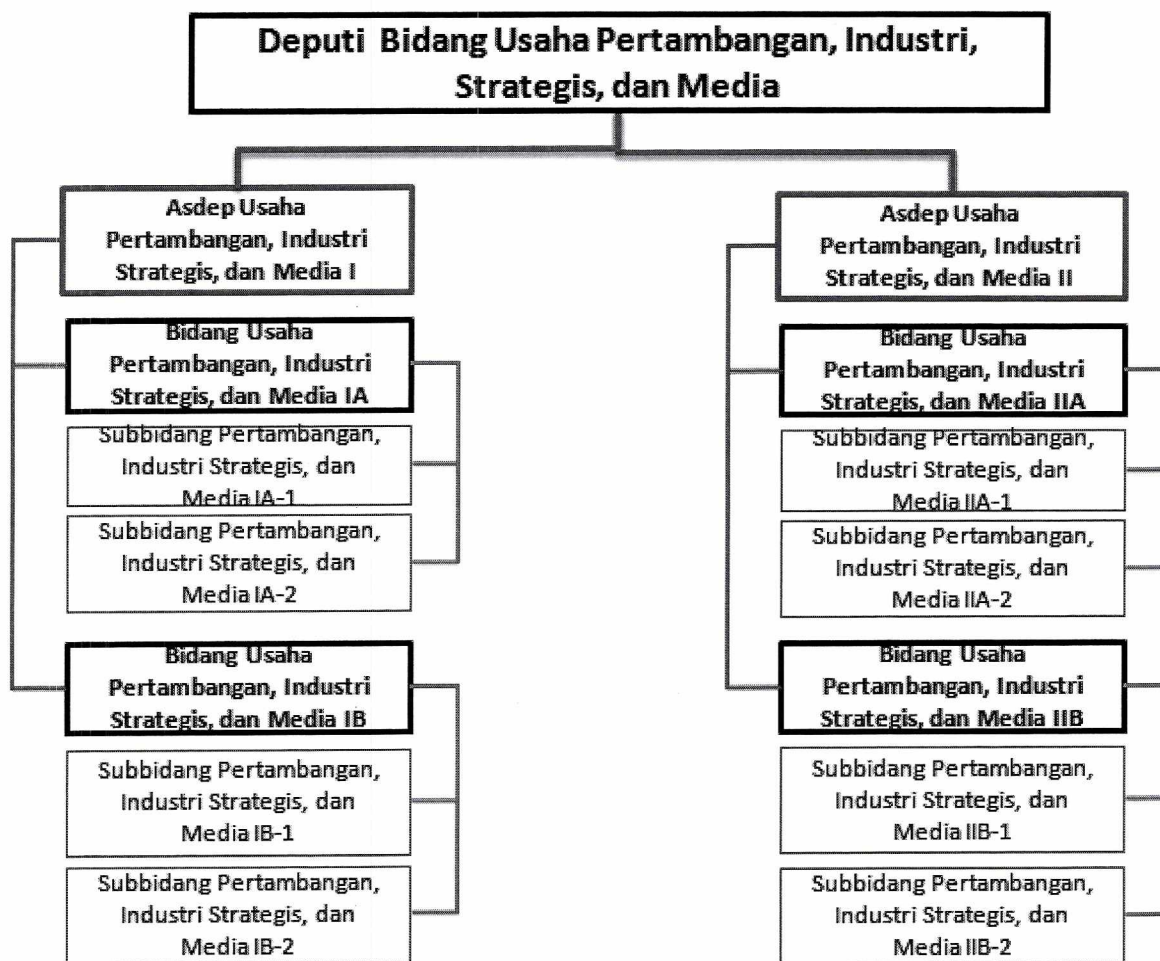 Deputi Bidang Usaha Pertambangan, Industri,
Strategis, dan Media
Asdep Usaha
Pertambangan, Industri
Strategis, dan Media I
Bidang Usaha
Pertambangan, Industri
Strategis, dan Media IA
Subbidang Pertambangan,
Industri Strategis, dan
Media IA-1
Subbidang Pertambangan,
Industri Strategis, dan
Media IA-2
Bidang Usaha
Pertambangan, Industri
Strategis, dan Media IB
Subbidang Pertambangan,
Industri Strategis, dan
Media IB-1
Subbidang Pertambangan,
Industri Strategis, dan
Media IB-2
Asdep Usaha
Pertambangan, Industri
Strategis, dan Media II
Bidang Usaha
Pertambangan, Industri
Strategis, dan Media IIA
Subbidang Pertambangan,
Industri Strategis, dan
Media IIA-1
Subbidang Pertambangan,
Industri Strategis, dan
Media IIA-2
Bidang Usaha
Pertambangan, Industri
Strategis, dan Media IIB
Subbidang Pertambangan,
Industri Strategis, dan
Media IIB-1
Subbidang Pertambangan,
Industri Strategis, dan
Media IIB-2